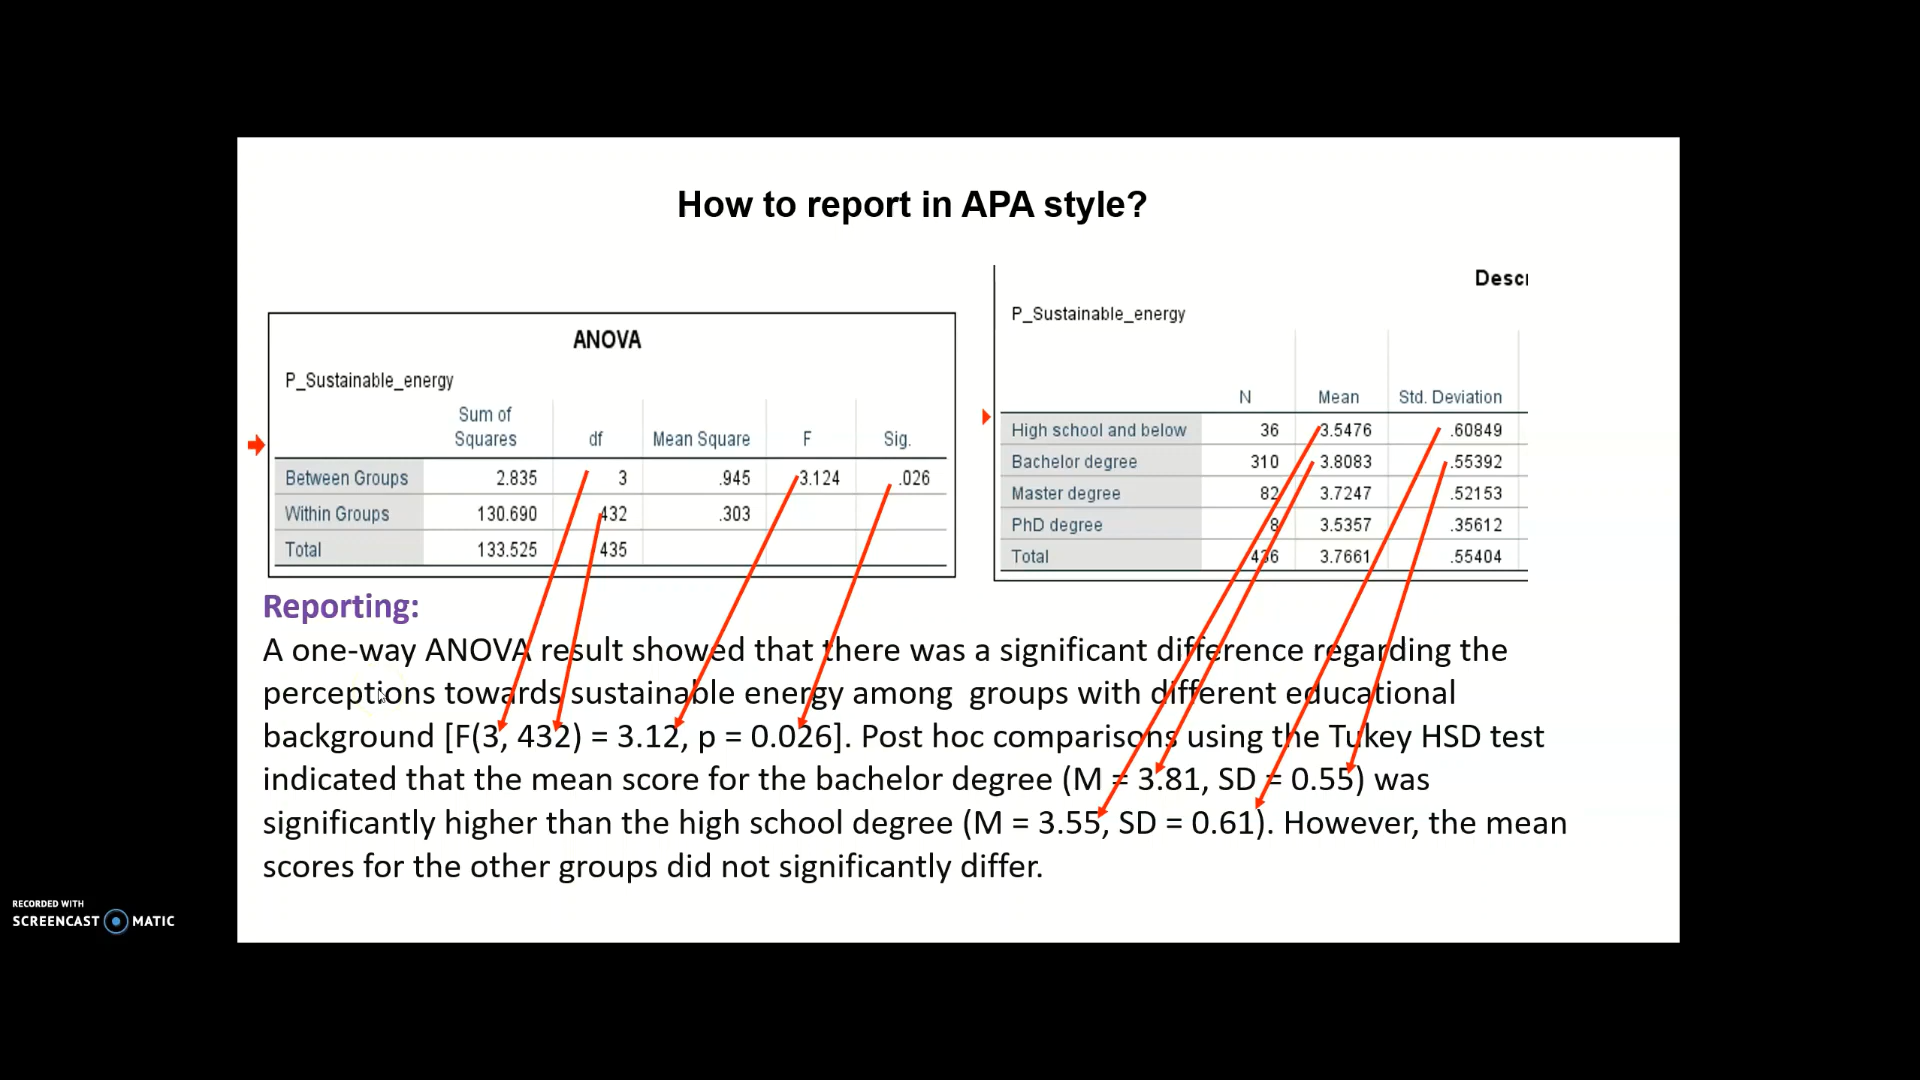 How to report in APA style?
ANOVA
P_Sustainable_energy
Sum of Squares df Mean Square F Sig.
Between Groups 2.835 3 .945 3.124 .026
Within Groups 130.690 432 .303
Total 133.525 435
Descr
P_Sustainable_energy
N Mean Std. Deviation
High school and below 36 3.5476 .60849
Bachelor degree 310 3.8083 .55392
Master degree 82 3.7247 .52153
PhD degree 8 3.5357 .35612
Total 436 3.7661 .55404
Reporting:
A one-way ANOVA result showed that there was a significant difference regarding the
perceptions towards sustainable energy among groups with different educational
background [F(3, 432) = 3.12, p = 0.026]. Post hoc comparisons using the Tukey HSD test
indicated that the mean score for the bachelor degree (M = 3.81, SD = 0.55) was
significantly higher than the high school degree (M = 3.55, SD = 0.61). However, the mean
scores for the other groups did not significantly differ.
RECORDED WITH
SCREENCAST MATIC